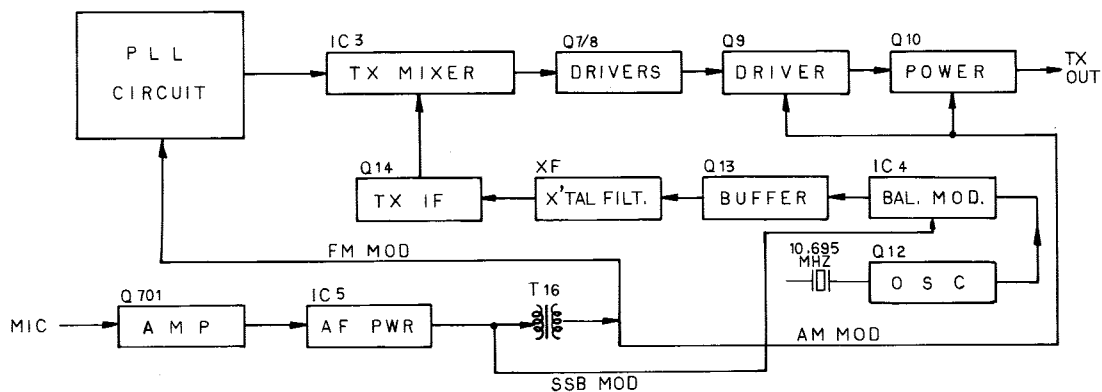 PLL
CIRCUIT
IC3
TX MIXER
Q7/8
DRIVERS
Q9
DRIVER
Q10
POWER
TX
OUT
Q14
TX IF
XF
X'TAL FILT.
Q13
BUFFER
IC4
BAL. MOD.
FM MOD
10.695
MHZ
Q12
OSC
MIC
Q701
AMP
IC5
AF PWR
T16
AM MOD
SSB MOD